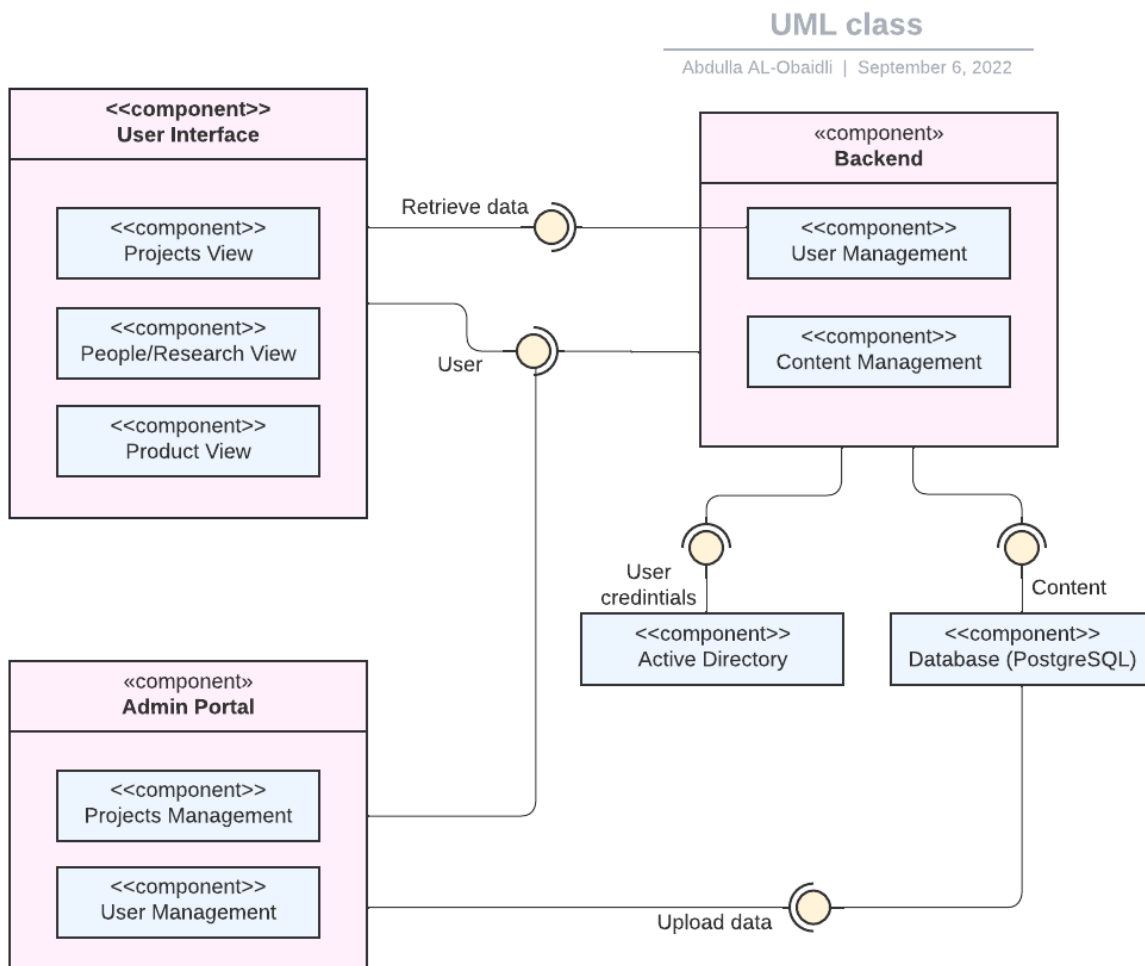 UML class
Abdulla AL-Obaidli | September 6, 2022
<<component>>
User Interface
<<component>>
Projects View
<<component>>
People/Research View
<<component>>
Product View
Retrieve data
User
«component»
Backend
<<component>>
User Management
<<component>>
Content Management
User
credintials
Content
<<component>>
Active Directory
<<component>>
Database (PostgreSQL)
«component»
Admin Portal
<<component>>
Projects Management
<<component>>
User Management
Upload data